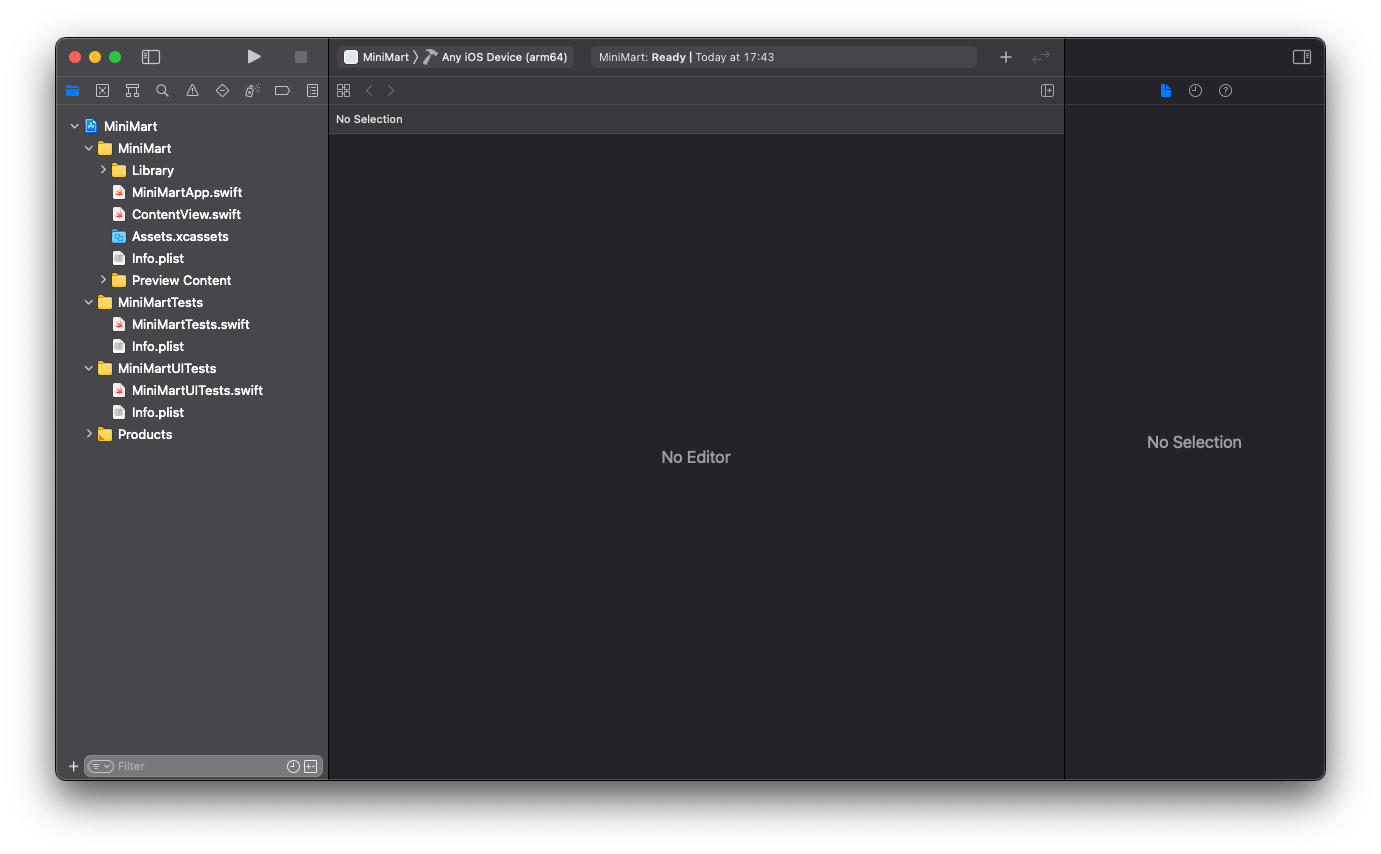 MiniMart 〉 Any iOS Device (arm64)
MiniMart: Ready | Today at 17:43
No Selection
MiniMart
MiniMart
Library
MiniMartApp.swift
ContentView.swift
Assets.xcassets
Info.plist
Preview Content
MiniMartTests
MiniMartTests.swift
Info.plist
MiniMartUITests
MiniMartUITests.swift
Info.plist
Products
No Editor
No Selection
Filter